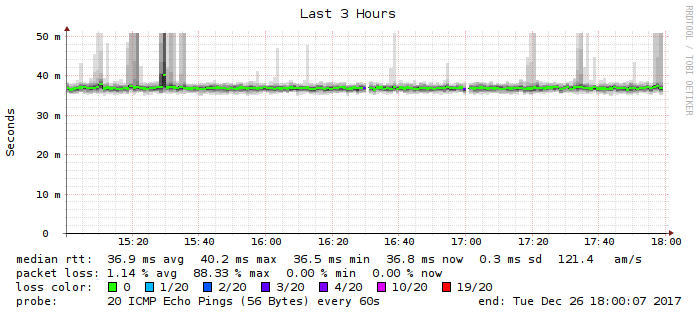 Last 3 Hours
RRDTOOL / TOBI OETIKER
Seconds
50 m
40 m
30 m
20 m
10 m
0
15:20 15:40 16:00 16:20 16:40 17:00 17:20 17:40 18:00
median rtt: 36.9 ms avg 40.2 ms max 36.5 ms min 36.8 ms now 0.3 ms sd 121.4 am/s
packet loss: 1.14 % avg 88.33 % max 0.00 % min 0.00 % now
loss color: 0 1/20 2/20 3/20 4/20 10/20 19/20
probe: 20 ICMP Echo Pings (56 Bytes) every 60s end: Tue Dec 26 18:00:07 2017